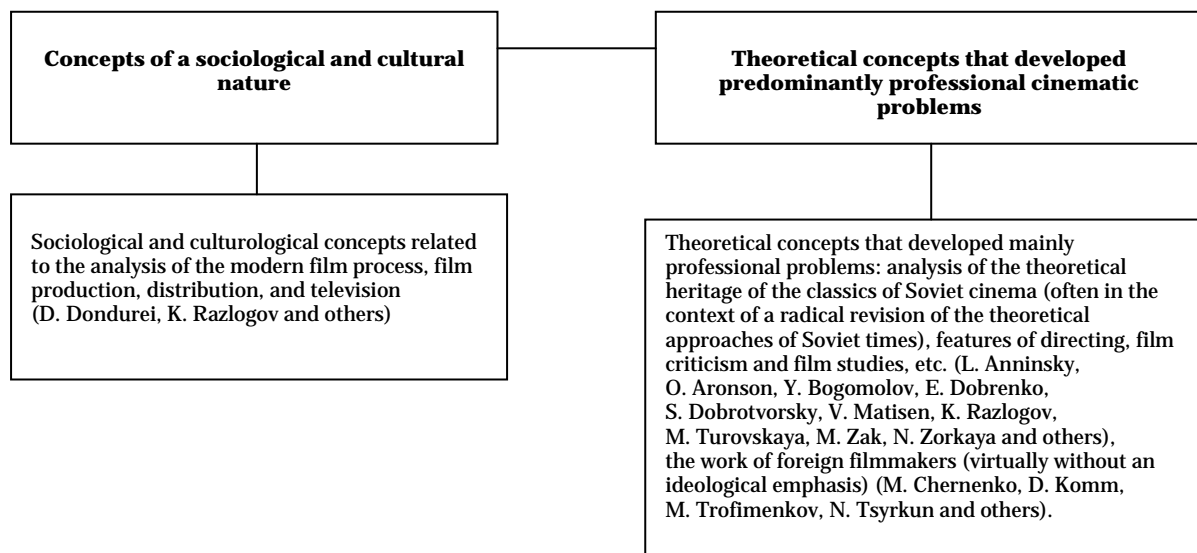 Concepts of a sociological and cultural
nature
Theoretical concepts that developed
predominantly professional cinematic
problems
Sociological and culturological concepts related
to the analysis of the modern film process, film
production, distribution, and television
(D. Dondurei, K. Razlogov and others)
Theoretical concepts that developed mainly
professional problems: analysis of the theoretical
heritage of the classics of Soviet cinema (often in the
context of a radical revision of the theoretical
approaches of Soviet times), features of directing, film
criticism and film studies, etc. (L. Anninsky,
O. Aronson, Y. Bogomolov, E. Dobrenko,
S. Dobrotvorsky, V. Matisen, K. Razlogov,
M. Turovskaya, M. Zak, N. Zorkaya and others),
the work of foreign filmmakers (virtually without an
ideological emphasis) (M. Chernenko, D. Komm,
M. Trofimenkov, N. Tsyrkun and others).